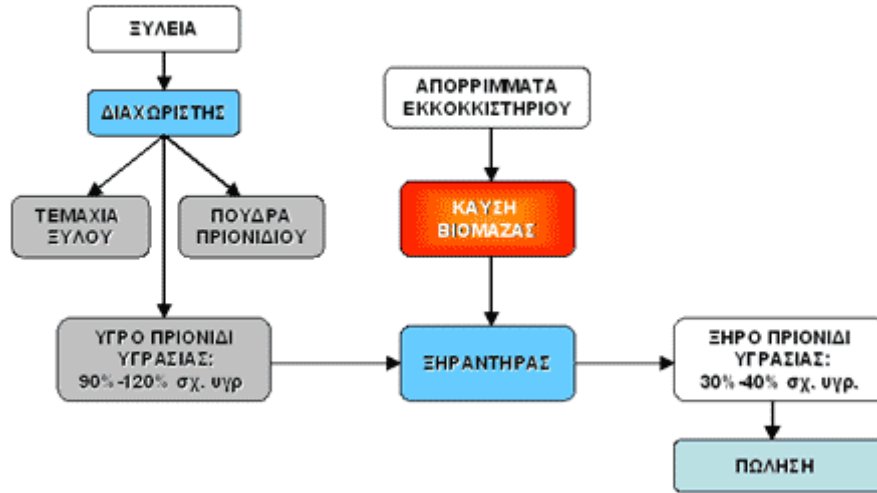 ΞΥΛΕΙΑ
ΔΙΑΧΩΡΙΣΤΗΣ
ΤΕΜΑΧΙΑ
ΞΥΛΟΥ
ΠΟΥΔΡΑ
ΠΡΙΟΝΙΔΙΟΥ
ΑΠΟΡΡΙΜΜΑΤΑ
ΕΚΚΟΚΚΙΣΤΗΡΙΟΥ
ΚΑΥΣΗ
ΒΙΟΜΑΖΑΣ
ΥΓΡΟ ΠΡΙΟΝΙΔΙ
ΥΓΡΑΣΙΑΣ:
90%-120% σχ. υγρ
ΞΗΡΑΝΤΗΡΑΣ
ΞΗΡΟ ΠΡΙΟΝΙΔΙ
ΥΓΡΑΣΙΑΣ:
30%-40% σχ. υγρ.
ΠΩΛΗΣΗ